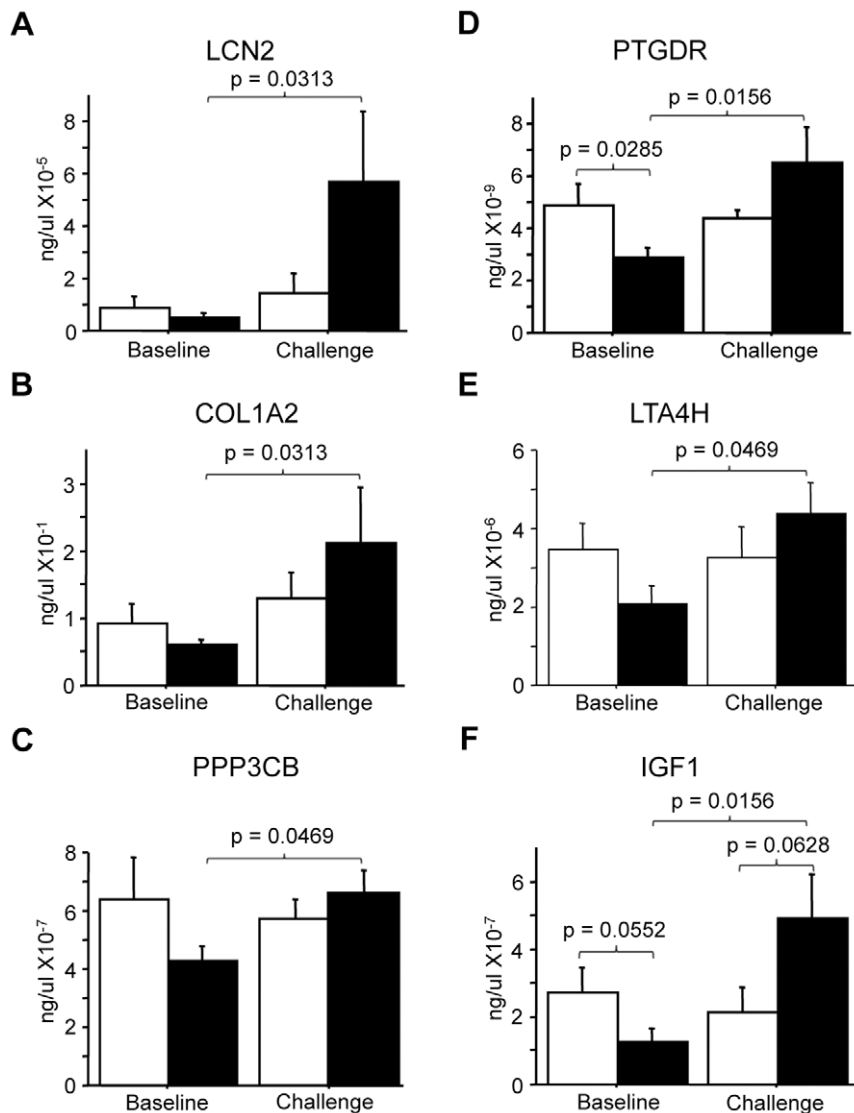 A
LCN2
p = 0.0313
8
6
4
2
0
ng/ul X10-5
Baseline Challenge
B
COL1A2
p = 0.0313
3
2
1
0
ng/ul X10-1
Baseline Challenge
C
PPP3CB
p = 0.0469
8
6
4
2
0
ng/ul X10-7
Baseline Challenge
D
PTGDR
p = 0.0156
p = 0.0285
8
6
4
2
0
ng/ul X10-9
Baseline Challenge
E
LTA4H
p = 0.0469
6
4
2
0
ng/ul X10-6
Baseline Challenge
F
IGF1
p = 0.0156
p = 0.0628
p = 0.0552
6
4
2
0
ng/ul X10-7
Baseline Challenge